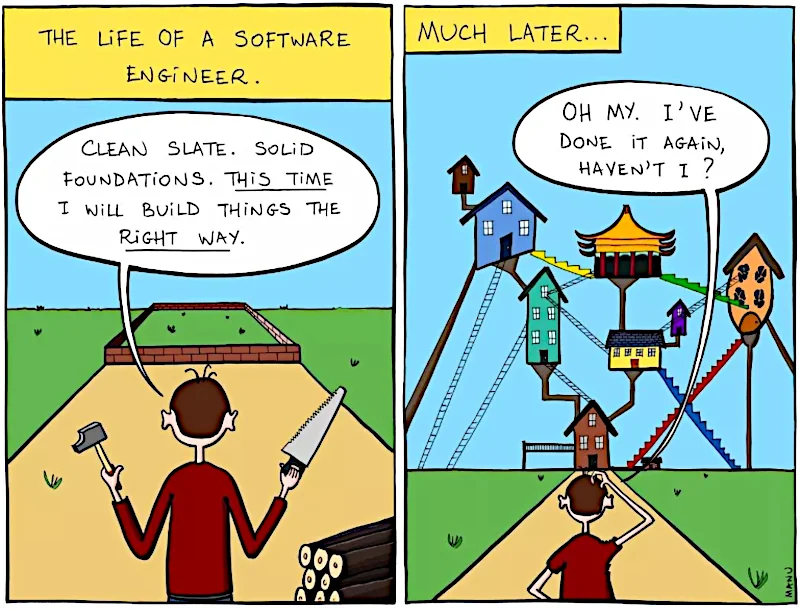 THE LIFE OF A SOFTWARE
ENGINEER.
CLEAN SLATE. SOLID
FOUNDATIONS. THIS TIME
I WILL BUILD THINGS THE
RIGHT WAY.
MUCH LATER...
OH MY. I'VE
DONE IT AGAIN,
HAVEN'T I ?
MANU